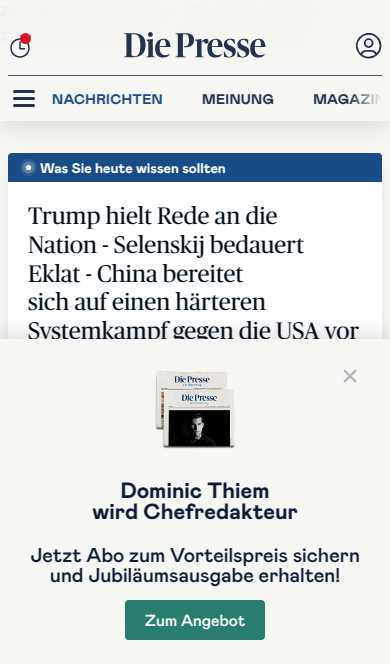 Die Presse
NACHRICHTEN MEINUNG MAGAZIN
Was Sie heute wissen sollten
Trump hielt Rede an die
Nation - Selenskij bedauert
Eklat - China bereitet
sich auf einen härteren
Systemkampf gegen die USA vor
Die Presse
Die Presse
Dominic Thiem
wird Chefredakteur
Jetzt Abo zum Vorteilspreis sichern
und Jubiläumsausgabe erhalten!
Zum Angebot